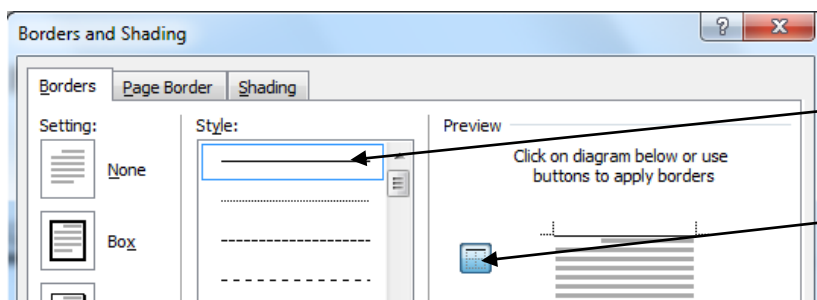 Borders and Shading
Borders Page Border Shading
Setting: Style: Preview
None
Click on diagram below or use
buttons to apply borders
Box